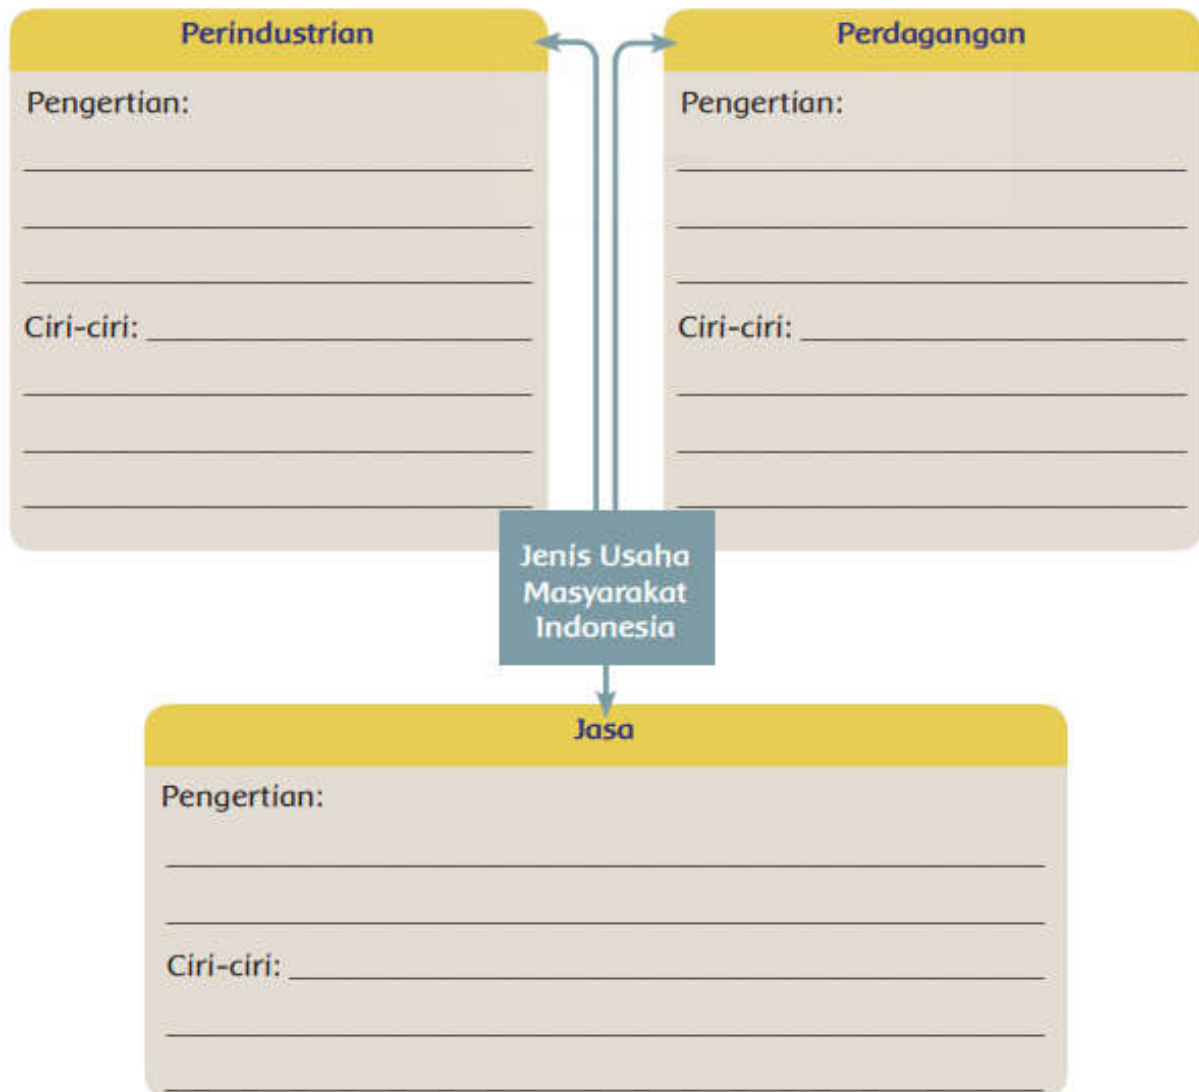 Perindustrian
Pengertian:
Ciri-ciri:
Perdagangan
Pengertian:
Ciri-ciri:
Jenis Usaha
Masyarakat
Indonesia
Jasa
Pengertian:
Ciri-ciri: